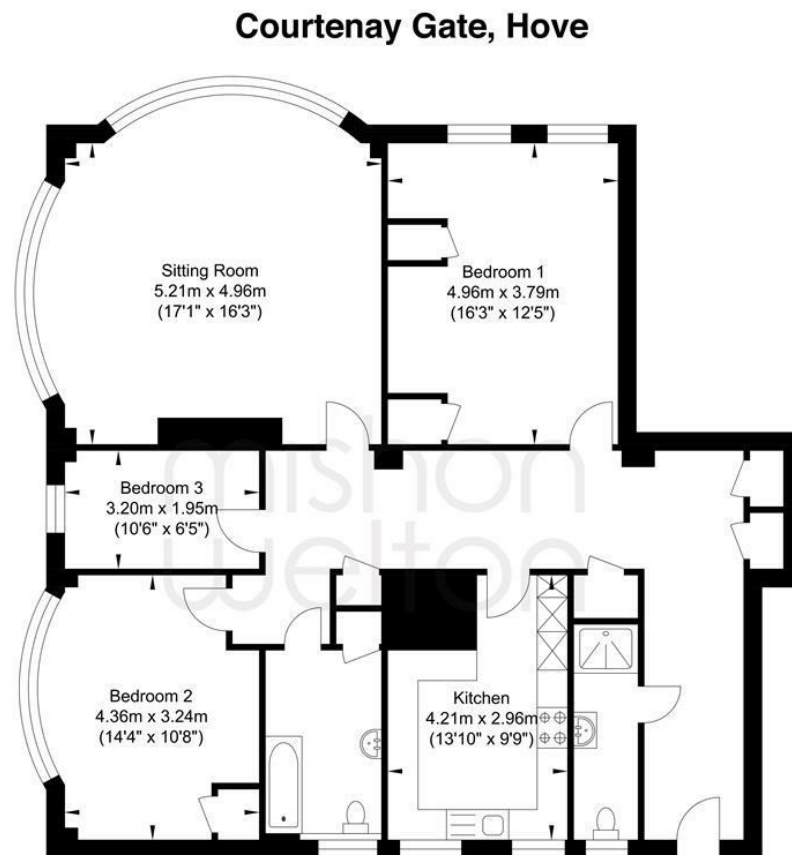 Courtenay Gate, Hove
Sitting Room
5.21m x 4.96m
(17'1" x 16'3")
Bedroom 1
4.96m x 3.79m
(16'3" x 12'5")
Bedroom 3
3.20m x 1.95m
(10'6" x 6'5")
mishon
welton
Bedroom 2
4.36m x 3.24m
(14'4" x 10'8")
Kitchen
4.21m x 2.96m
(13'10" x 9'9")